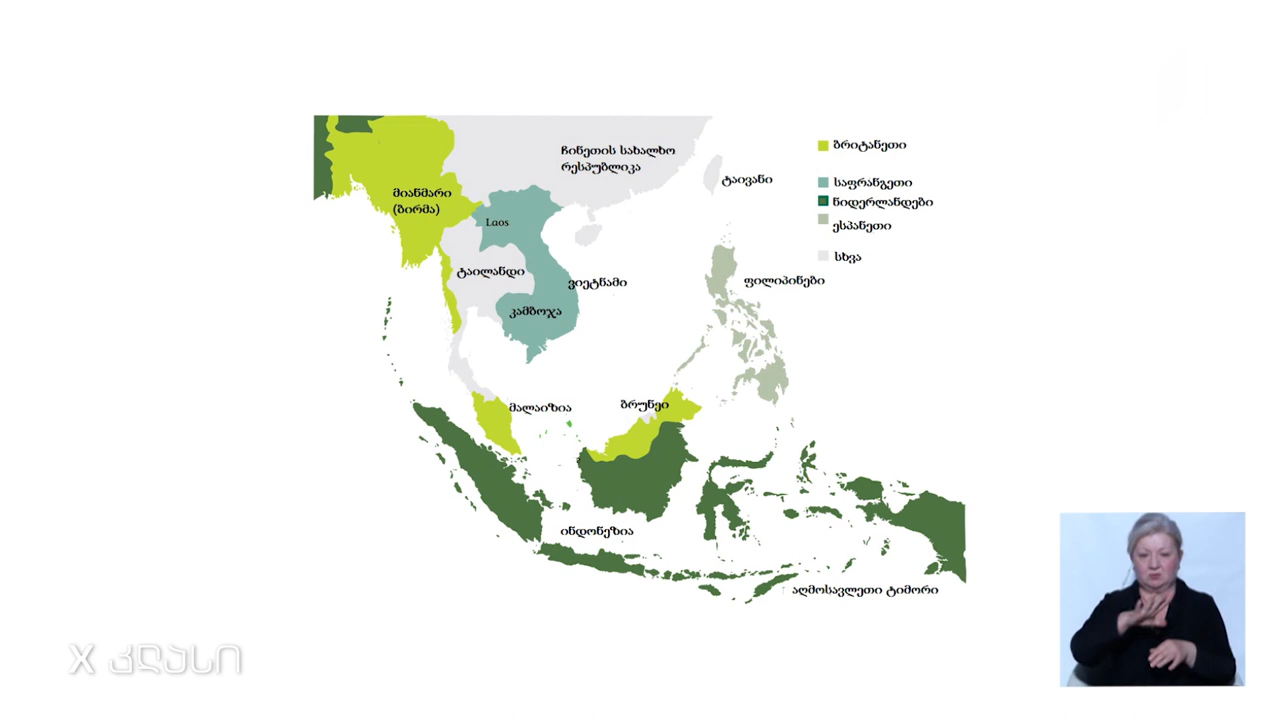 ჩინეთის სახალხო
რესპუბლიკა
ტაივანი
მიანმარი
(ბირმა)
Laos
ტაილანდი
ვიეტნამი
კამბოჯა
ფილიპინები
მალაიზია
ბრუნეი
ინდონეზია
აღმოსავლეთი ტიმორი
ბრიტანეთი
საფრანგეთი
ნიდერლანდები
ესპანეთი
სხვა
X კლასი